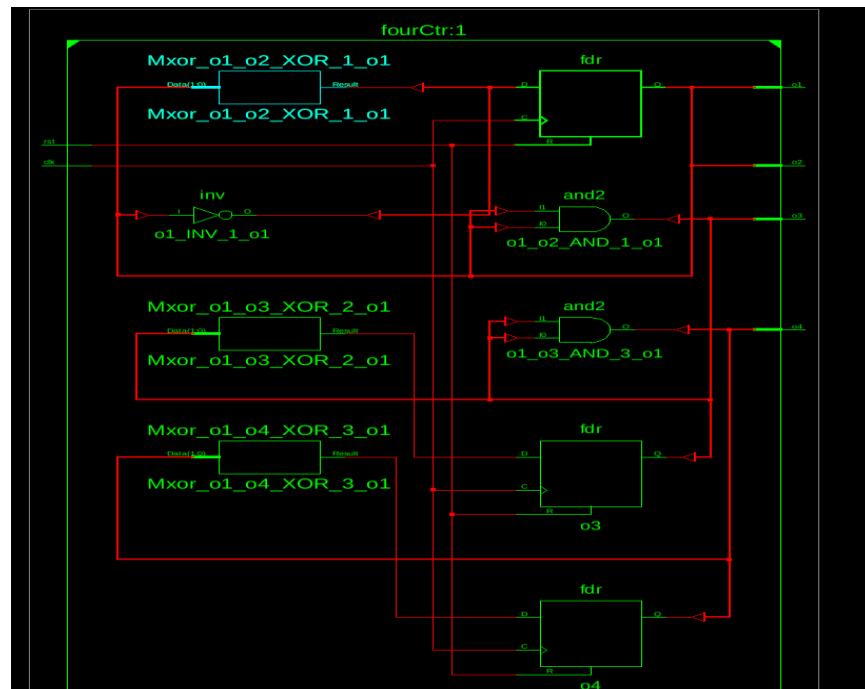 fourCtr:1
Mxor_o1_o2_XOR_1_o1
fdr
Data(1:0) Result D Q o1
Mxor_o1_o2_XOR_1_o1
C
rst R
clk o2
inv and2
I O I1 O o3
I0
o1_INV_1_o1 o1_o2_AND_1_o1
Mxor_o1_o3_XOR_2_o1 and2
Data(1:0) Result I1 O o4
I0
Mxor_o1_o3_XOR_2_o1 o1_o3_AND_3_o1
Mxor_o1_o4_XOR_3_o1 fdr
Data(1:0) Result D Q
Mxor_o1_o4_XOR_3_o1 C
R
o3
fdr
D Q
C
R
o4